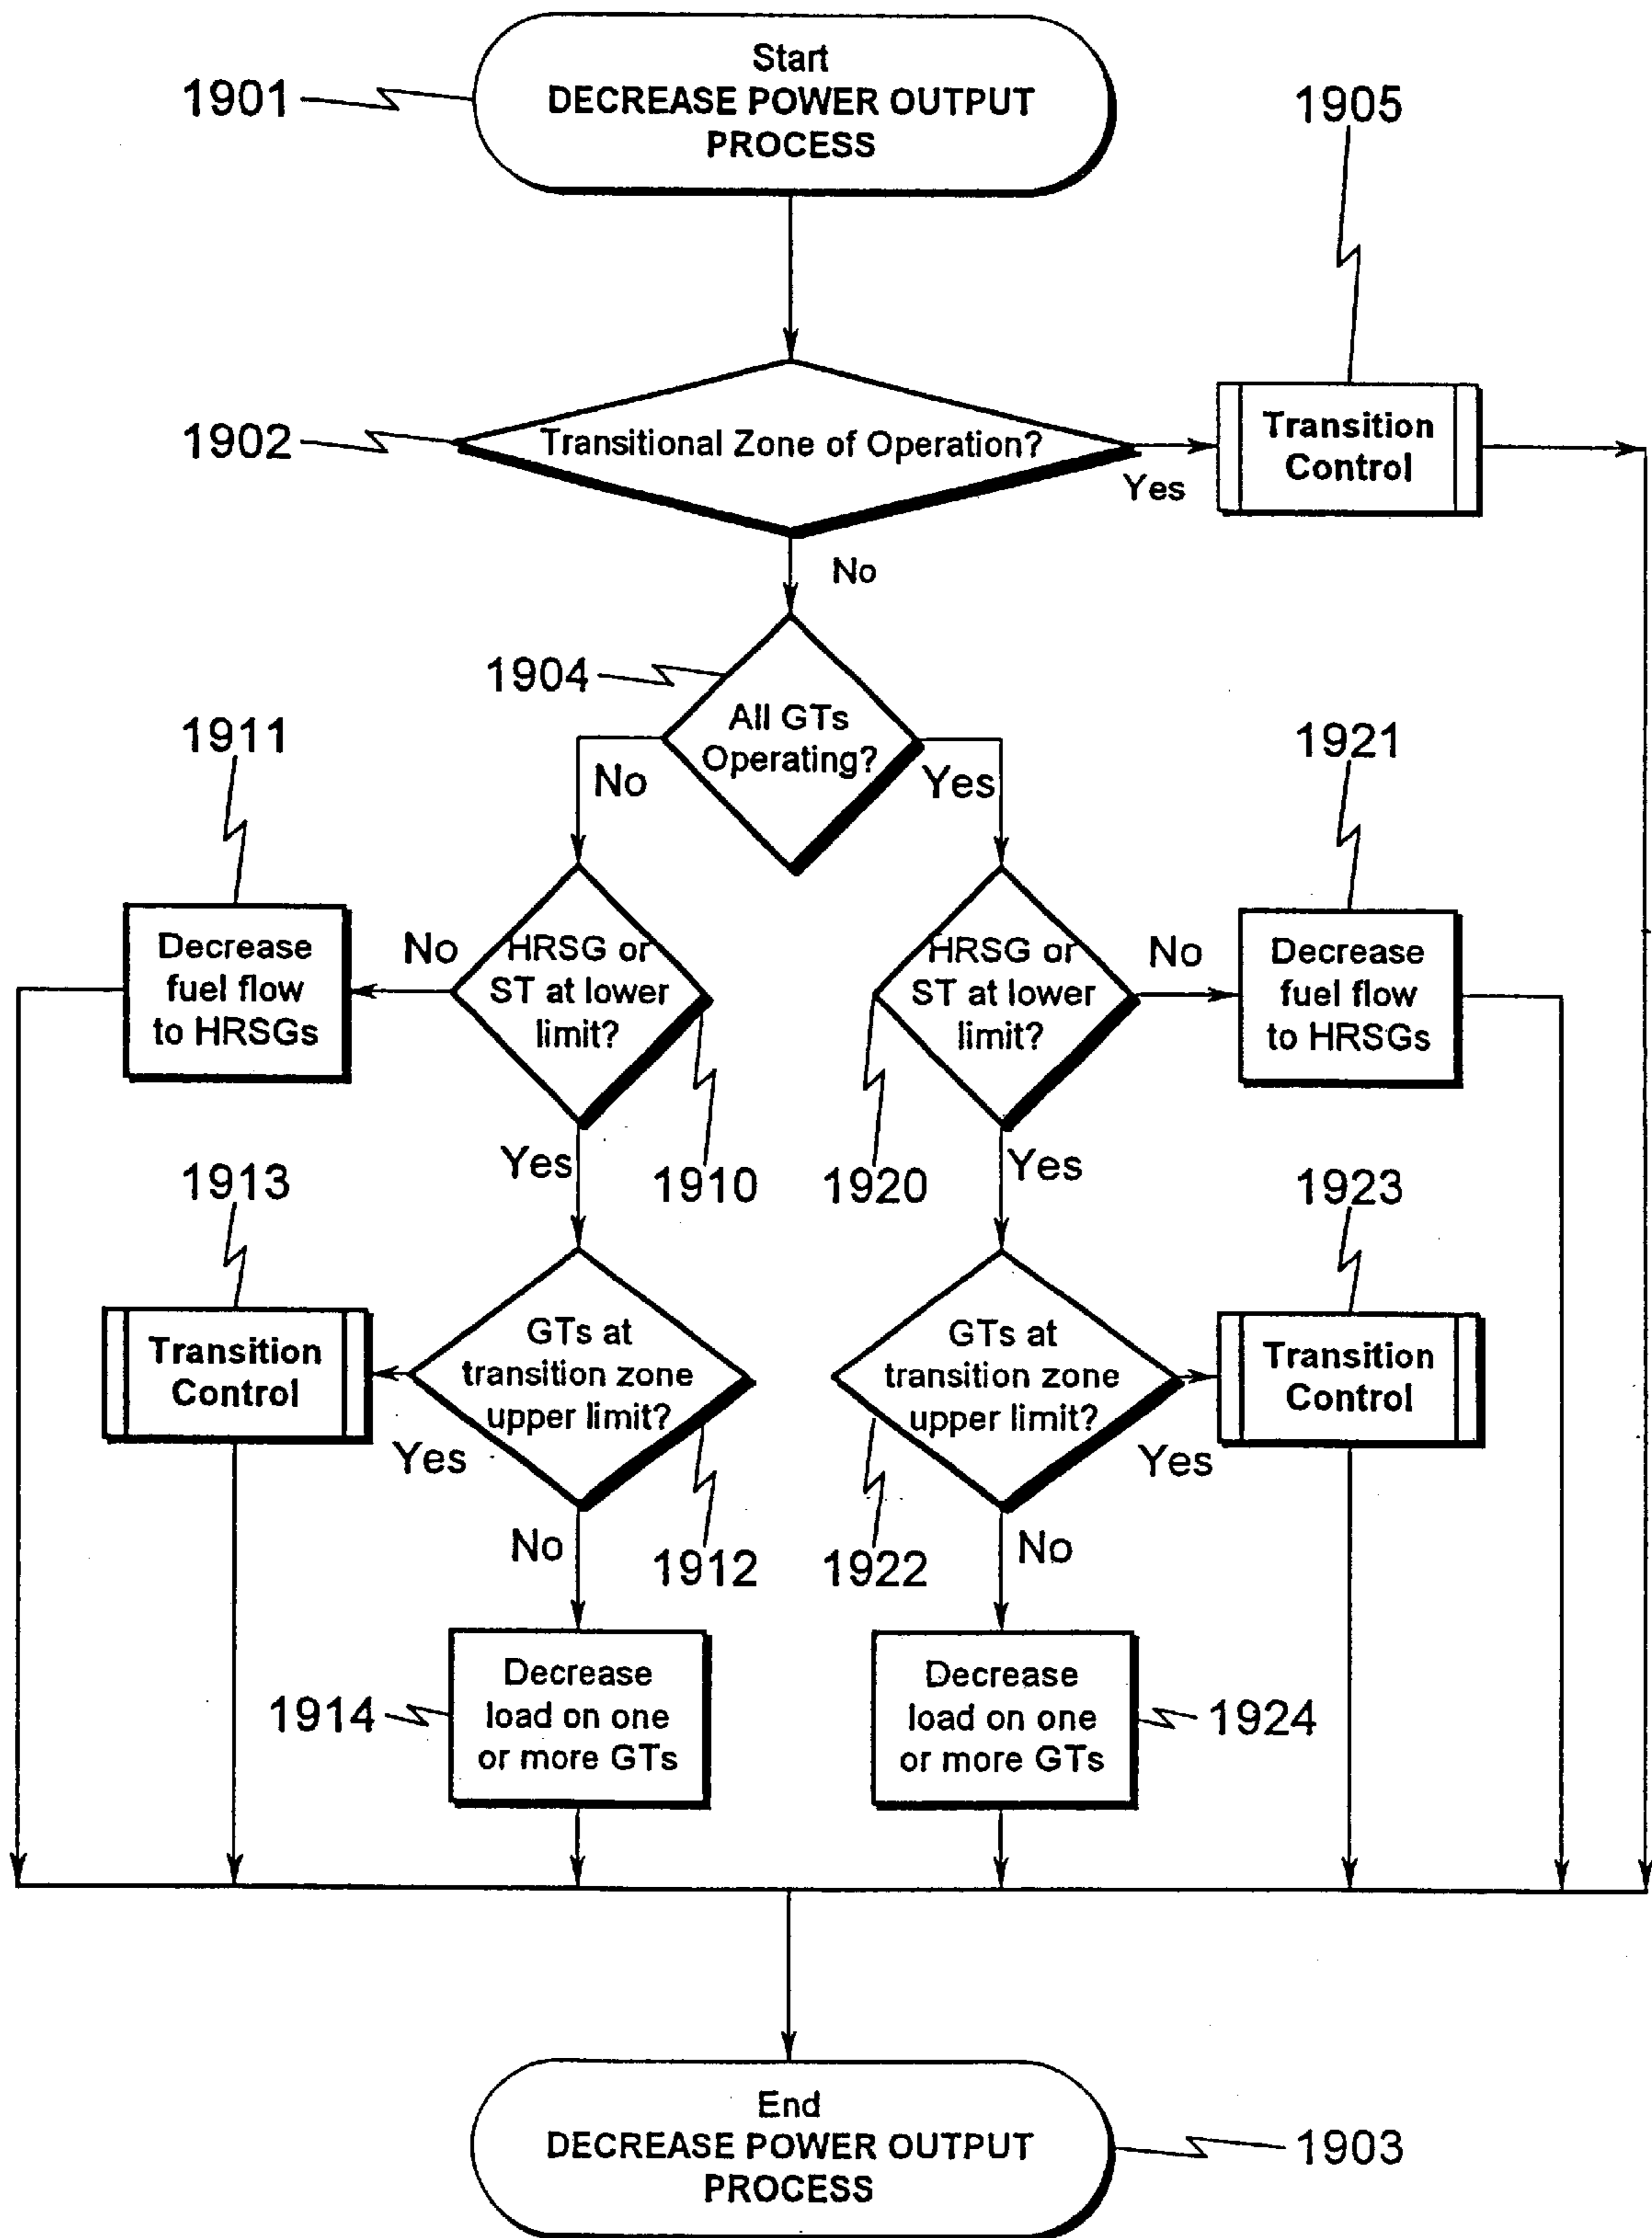 Start
DECREASE POWER OUTPUT
PROCESS
1901
1905
1902
Transitional Zone of Operation?
Yes
Transition
Control
No
1904
All GTs
Operating?
No
Yes
1911
1921
Decrease
fuel flow
to HRSGs
No
HRSG or
ST at lower
limit?
HRSG or
ST at lower
limit?
No
Decrease
fuel flow
to HRSGs
Yes
1910
1920
Yes
1913
1923
Transition
Control
Yes
GTs at
transition zone
upper limit?
GTs at
transition zone
upper limit?
Yes
Transition
Control
No
1912
1922
No
1914
Decrease
load on one
or more GTs
Decrease
load on one
or more GTs
1924
End
DECREASE POWER OUTPUT
PROCESS
1903